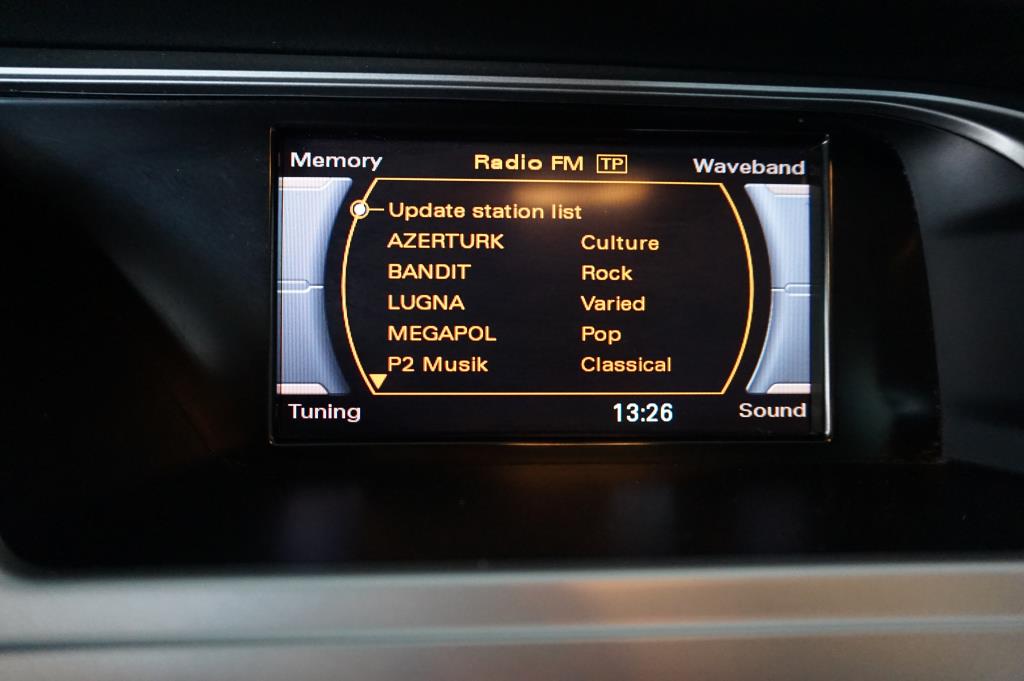 Memory Radio FM TP Waveband
Update station list
AZERTURK Culture
BANDIT Rock
LUGNA Varied
MEGAPOL Pop
P2 Musik Classical
Tuning 13:26 Sound